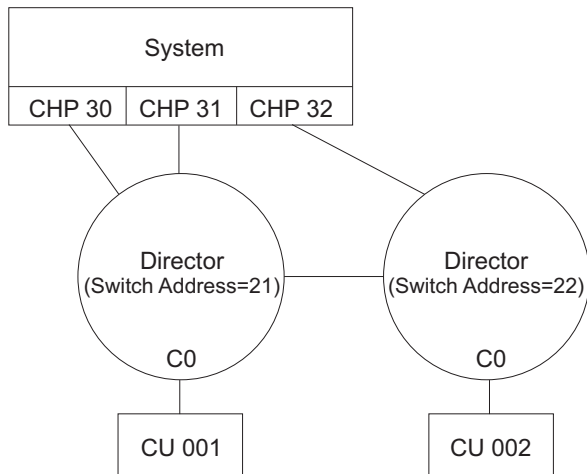 System
CHP 30 CHP 31 CHP 32
Director
(Switch Address=21)
C0
Director
(Switch Address=22)
C0
CU 001
CU 002